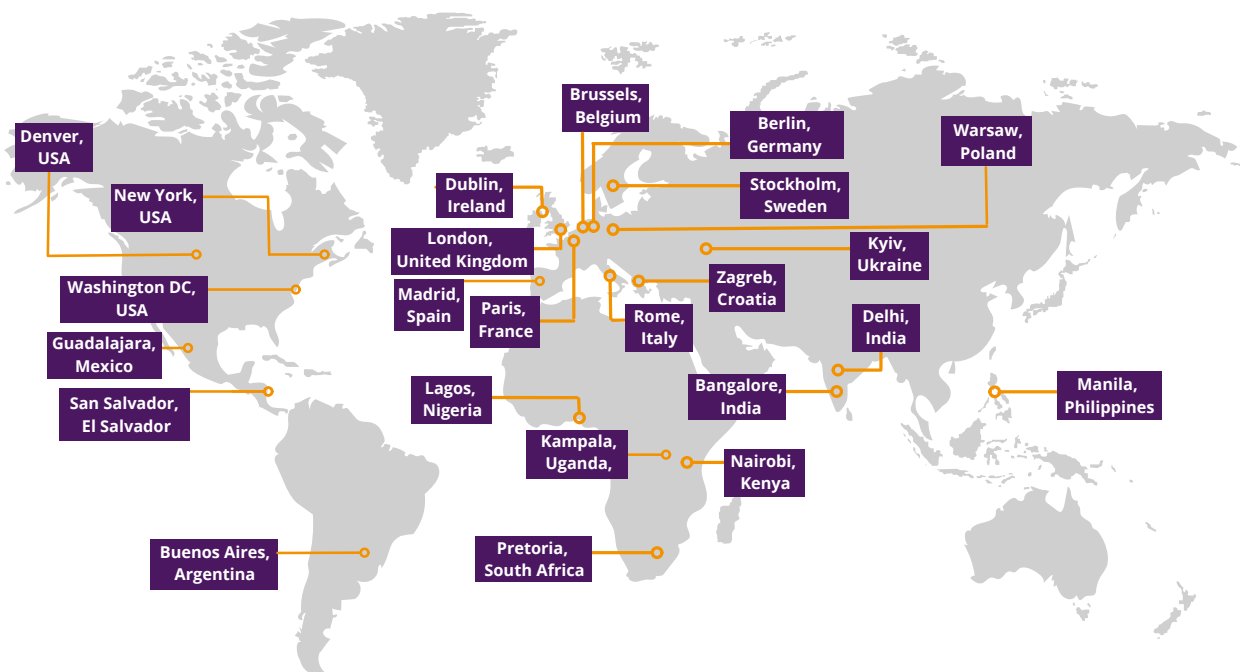 Brussels,
Belgium
Berlin,
Germany
Warsaw,
Poland
Denver,
USA
New York,
USA
Dublin,
Ireland
Stockholm,
Sweden
London,
United Kingdom
Kyiv,
Ukraine
Washington DC,
USA
Madrid,
Spain
Paris,
France
Zagreb,
Croatia
Rome,
Italy
Delhi,
India
Guadalajara,
Mexico
San Salvador,
El Salvador
Lagos,
Nigeria
Bangalore,
India
Manila,
Philippines
Kampala,
Uganda,
Nairobi,
Kenya
Buenos Aires,
Argentina
Pretoria,
South Africa